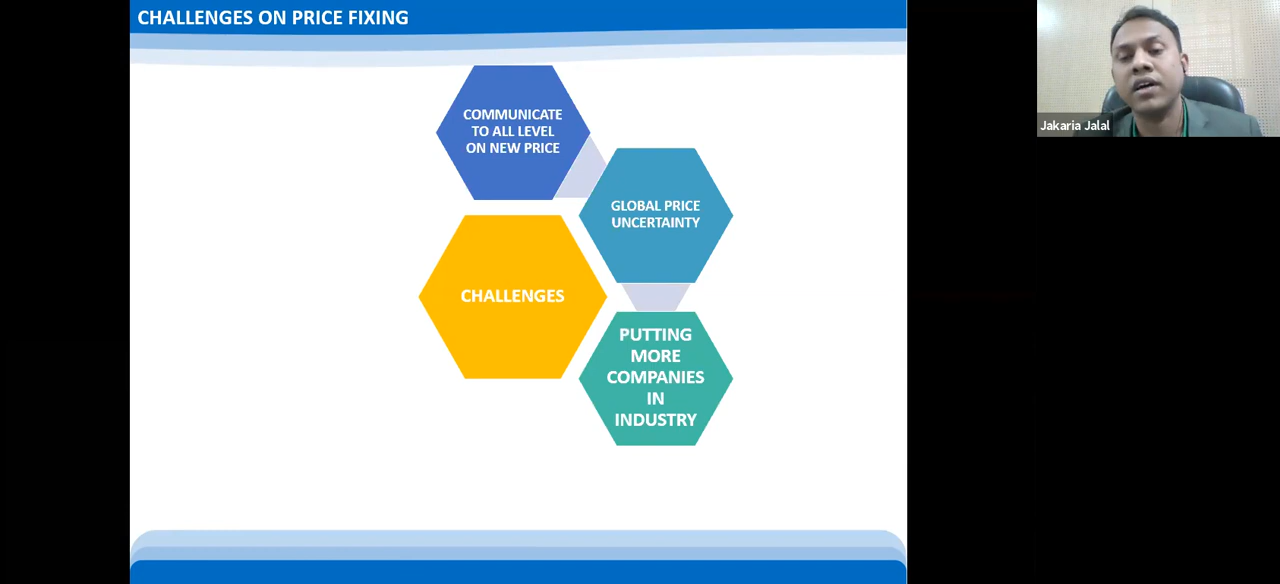 CHALLENGES ON PRICE FIXING
COMMUNICATE
TO ALL LEVEL
ON NEW PRICE
GLOBAL PRICE
UNCERTAINTY
CHALLENGES
PUTTING
MORE
COMPANIES
IN
INDUSTRY
Jakaria Jalal